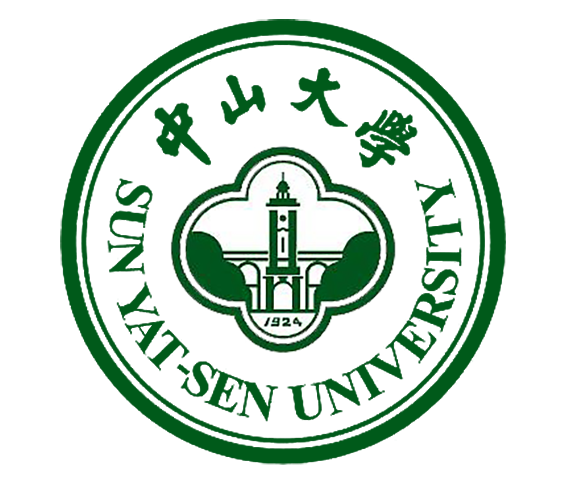 中山大學
SUN YAT-SEN UNIVERSITY
1924